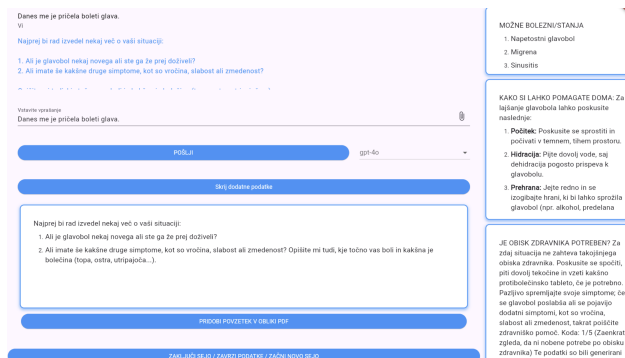 Danes me je pričela boleti glava.
Vi
Najprej bi rad izvedel nekaj več o vaši situaciji:
1. Ali je glavobol nekaj novega ali ste ga že prej doživeli?
2. Ali imate še kakšne druge simptome, kot so vročina, slabost ali zmedenost?
Vstavite vprašanje
Danes me je pričela boleti glava.
POŠLJI
gpt-4o
Skrij dodatne podatke
Najprej bi rad izvedel nekaj več o vaši situaciji:
1. Ali je glavobol nekaj novega ali ste ga že prej doživeli?
2. Ali imate še kakšne druge simptome, kot so vročina, slabost ali zmedenost? Opišite mi tudi, kje točno vas boli in kakšna je
bolečina (topa, ostra, utripajoča...).
PRIDOBI POVZETEK V OBLIKI PDF
ZAKLJUČI SEJO / ZAVRZI PODATKE / ZAČNI NOVO SEJO
MOŽNE BOLEZNI/STANJA
1. Napetostni glavobol
2. Migrena
3. Sinusitis
KAKO SI LAHKO POMAGATE DOMA: Za
lajšanje glavobola lahko poskusite
naslednje:
1. Počitek: Poskusite se sprostiti in
počivati v temnem, tihem prostoru.
2. Hidracija: Pijte dovolj vode, saj
dehidracija pogosto prispeva k
glavobolu.
3. Prehrana: Jejte redno in se
izogibajte hrani, ki bi lahko sprožila
glavobol (npr. alkohol, predelana
JE OBISK ZDRAVNIKA POTREBEN? Za
zdaj situacija ne zahteva takojšnjega
obiska zdravnika. Poskusite se spočiti,
piti dovolj tekočine in vzeti kakšno
protibolečinsko tableto, če je potrebno.
Pazljivo spremljajte svoje simptome; če
se glavobol poslabša ali se pojavijo
dodatni simptomi, kot so vročina,
slabost ali zmedenost, takrat poiščite
zdravniško pomoč. Koda: 1/5 (Zaenkrat
zgleda, da ni nobene potrebe po obisku
zdravnika) Te podatki so bili generirani